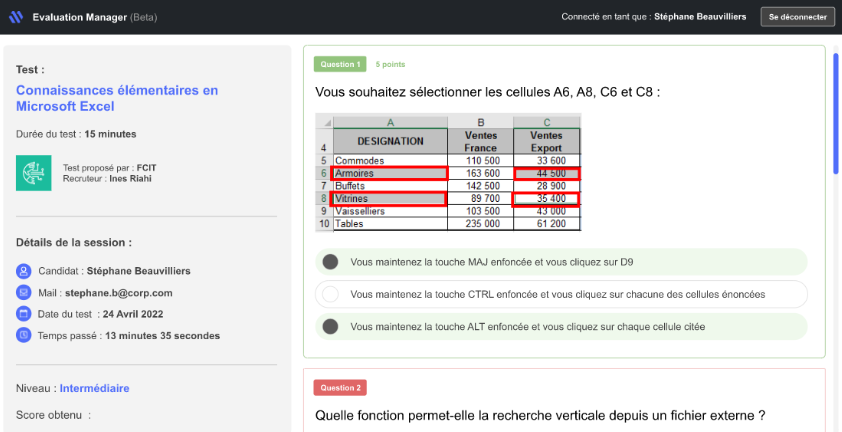 Evaluation Manager (Beta)
Connecté en tant que : Stéphane Beauvilliers
Se déconnecter
Test :
Connaissances élémentaires en
Microsoft Excel
Durée du test : 15 minutes
Test proposé par : FCIT
Recruteur : Ines Riahi
Détails de la session :
Candidat : Stéphane Beauvilliers
Mail : stephane.b@corp.com
Date du test : 24 Avril 2022
Temps passé : 13 minutes 35 secondes
Niveau : Intermédiaire
Score obtenu :
Question 1 5 points
Vous souhaitez sélectionner les cellules A6, A8, C6 et C8 :
A B C
4 DESIGNATION Ventes France Ventes Export
5 Commodes 110 500 33 600
6 Armoires 163 600 44 500
7 Buffets 142 500 28 900
8 Vitrines 89 700 35 400
9 Vaisseliers 103 500 43 000
10 Tables 235 000 61 200
Vous maintenez la touche MAJ enfoncée et vous cliquez sur D9
Vous maintenez la touche CTRL enfoncée et vous cliquez sur chacune des cellules énoncées
Vous maintenez la touche ALT enfoncée et vous cliquez sur chaque cellule citée
Question 2
Quelle fonction permet-elle la recherche verticale depuis un fichier externe ?